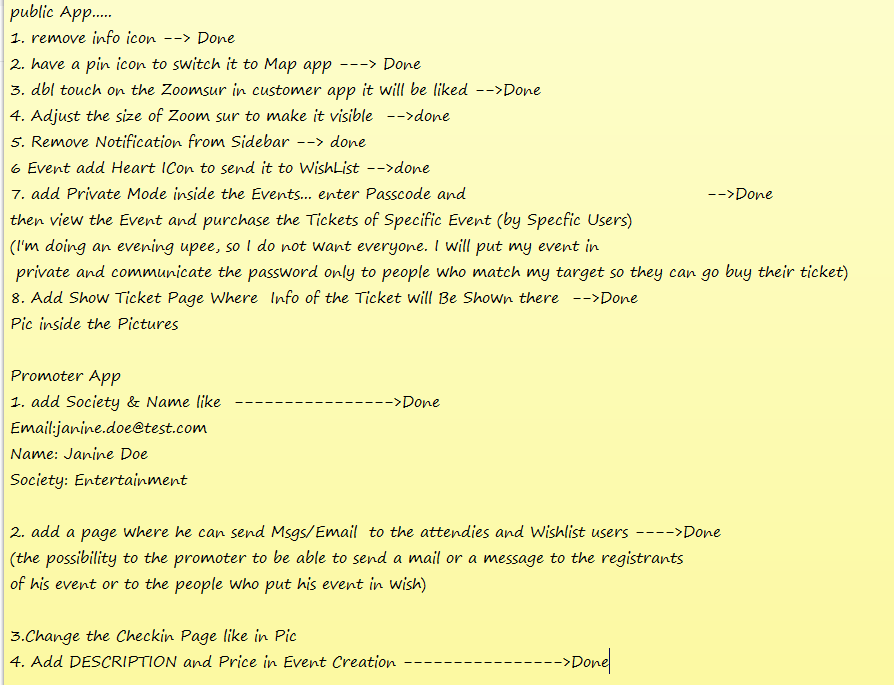 public App.....
1. remove info icon --> Done
2. have a pin icon to switch it to Map app ---> Done
3. dbl touch on the Zoomsur in customer app it will be liked -->Done
4. Adjust the size of Zoom sur to make it visible  -->done
5. Remove Notification from Sidebar --> done
6 Event add Heart ICon to send it to WishList -->done
7. add Private Mode inside the Events... enter Passcode and                              -->Done
then view the Event and purchase the Tickets of Specific Event (by Specfic Users)
(I'm doing an evening upee, so I do not want everyone. I will put my event in
 private and communicate the password only to people who match my target so they can go buy their ticket)
8. Add Show Ticket Page Where  Info of the Ticket will Be Shown there  -->Done
Pic inside the Pictures

Promoter App
1. add Society & Name like  ---------------->Done
Email:janine.doe@test.com
Name: Janine Doe
Society: Entertainment

2. add a page where he can send Msgs/Email  to the attendies and Wishlist users ---->Done
(the possibility to the promoter to be able to send a mail or a message to the registrants
of his event or to the people who put his event in wish)

3.Change the Checkin Page like in Pic
4. Add DESCRIPTION and Price in Event Creation ---------------->Done